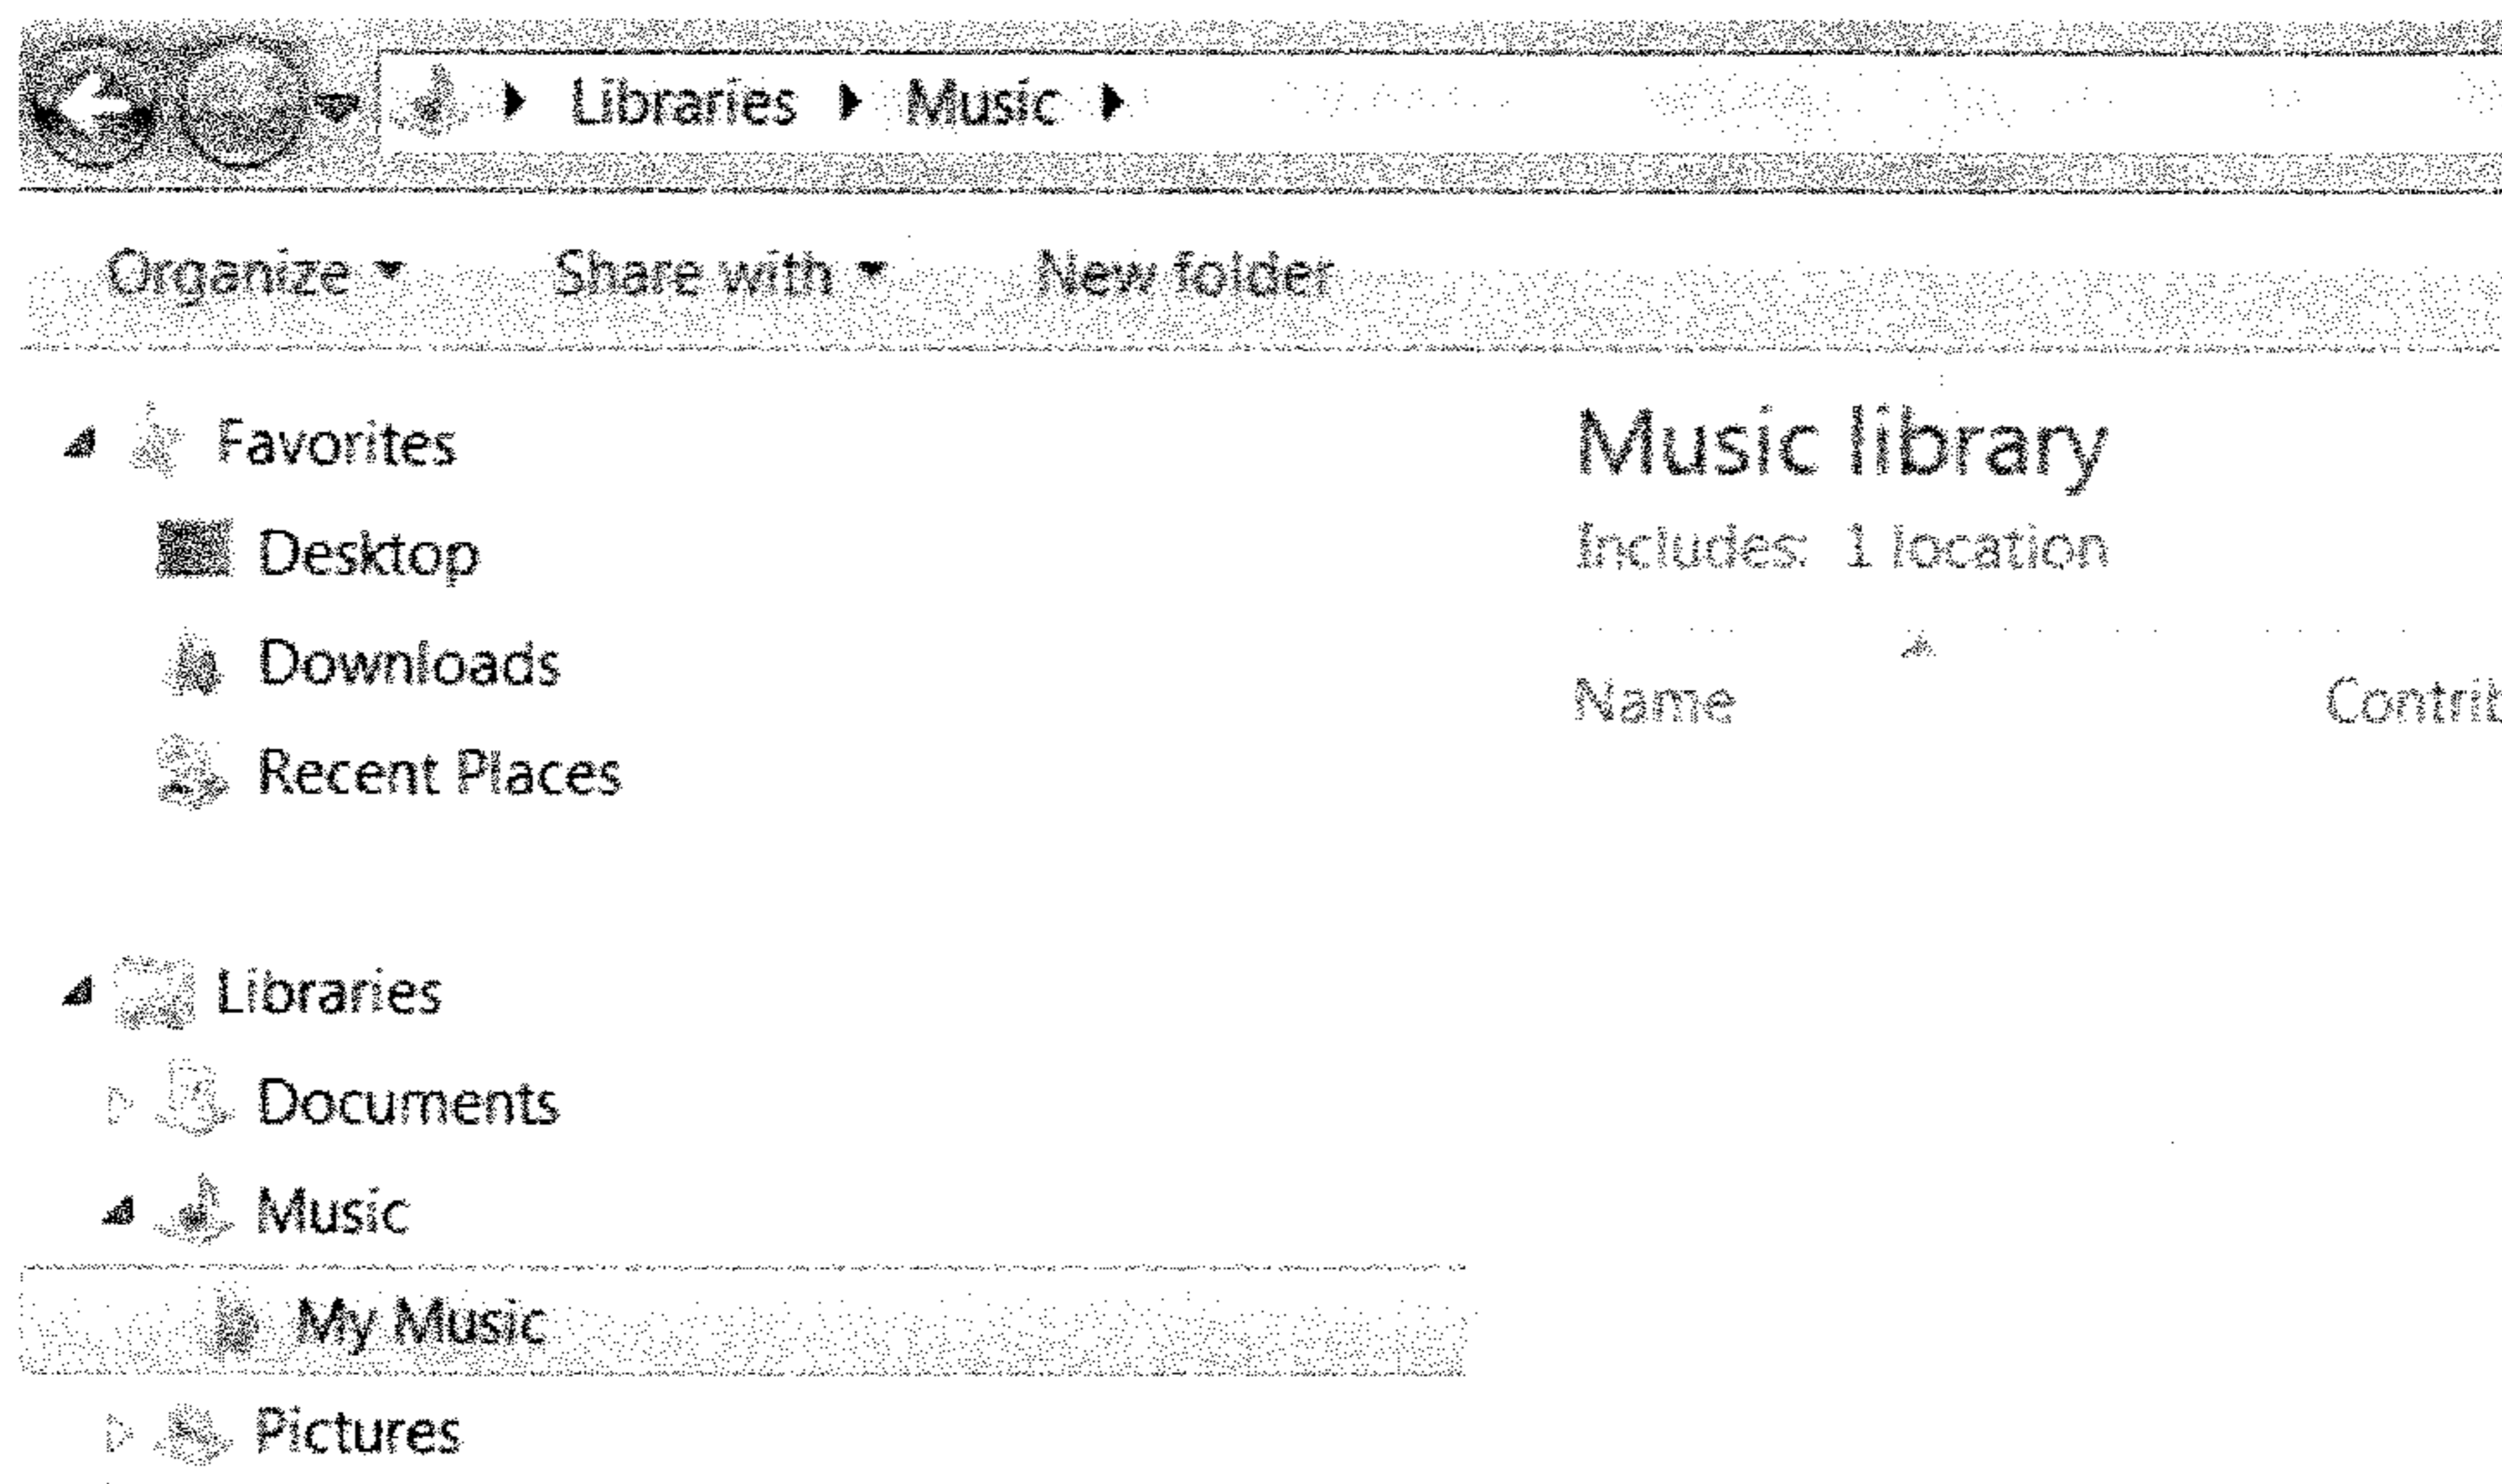 Libraries Music
Organize Share with New folder
Favorites
Desktop
Downloads
Recent Places
Libraries
Documents
Music
My Music
Pictures
Music library
Includes: 1 location
Name Contrib